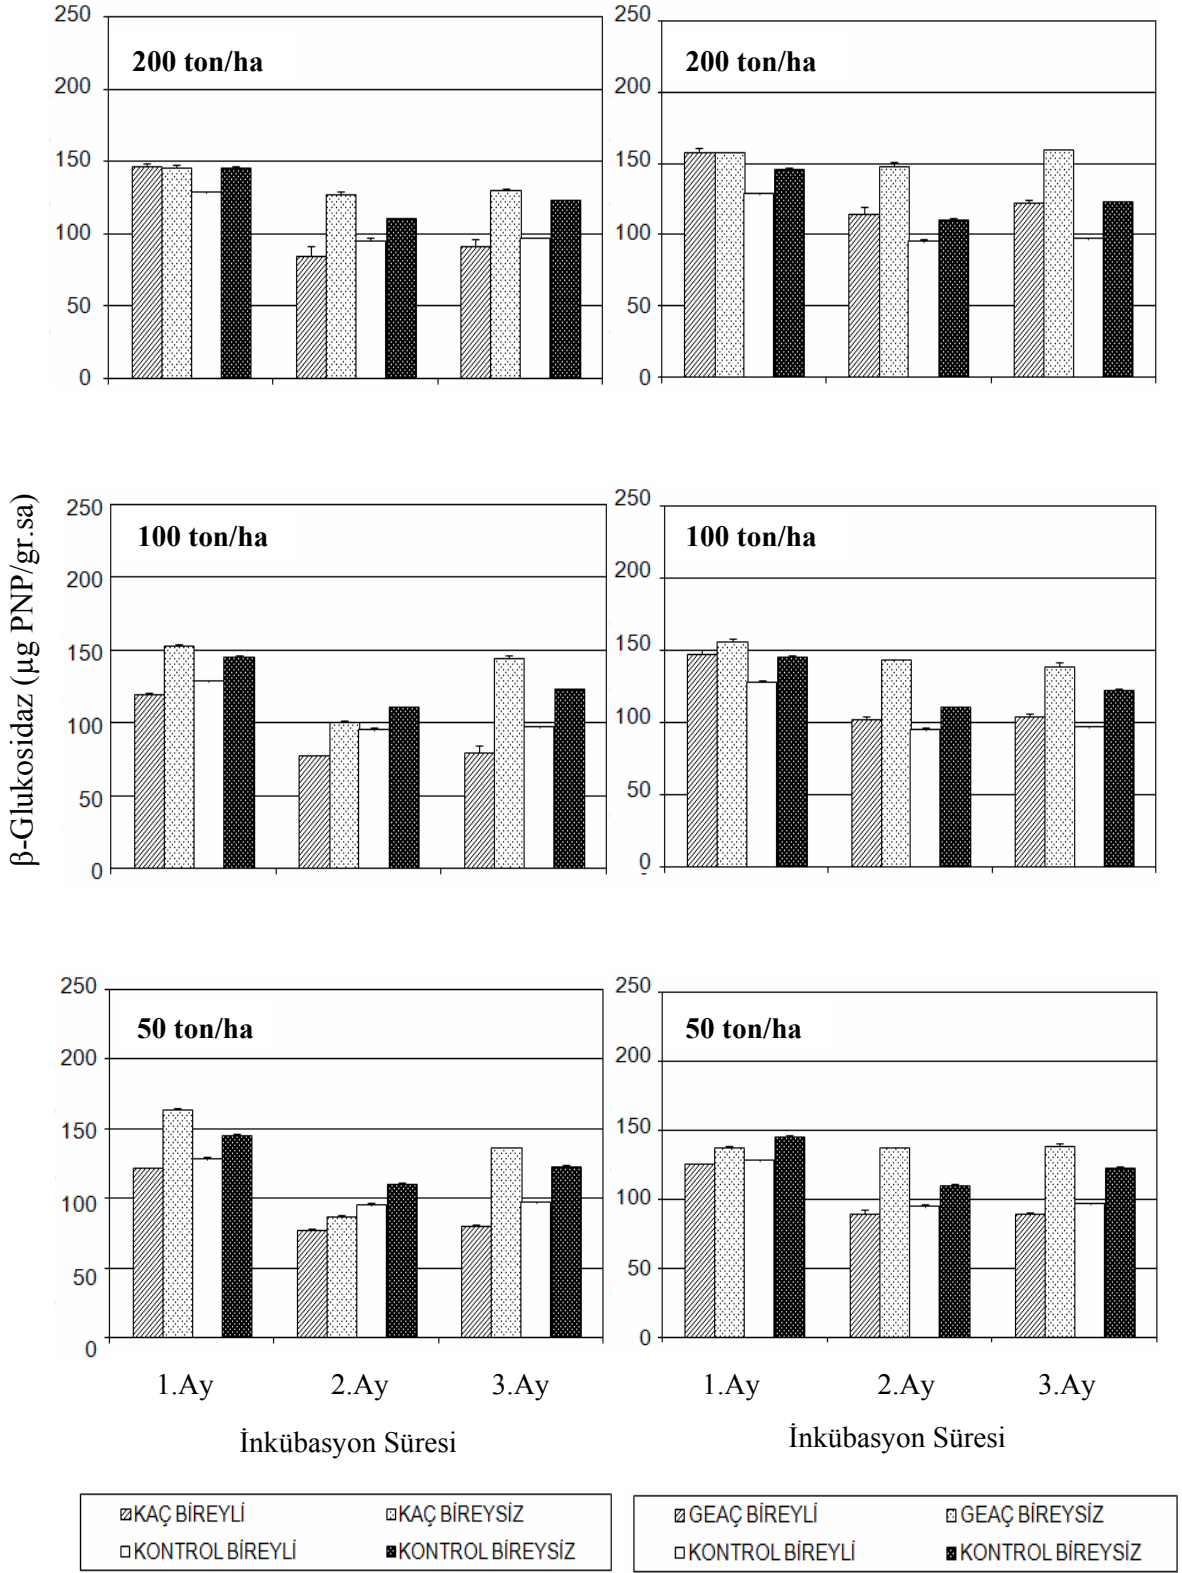 250
200
150
100
50
0
200 ton/ha
250
200
150
100
50
0
200 ton/ha
β-Glukosidaz (µg PNP/gr.sa)
250
200
150
100
50
0
100 ton/ha
250
200
150
100
50
0
100 ton/ha
250
200
150
100
50
0
50 ton/ha
1.Ay 2.Ay 3.Ay
İnkübasyon Süresi
250
200
150
100
50
0
50 ton/ha
1.Ay 2.Ay 3.Ay
İnkübasyon Süresi
KAÇ BİREYLİ KAÇ BİREYSİZ
KONTROL BİREYLİ KONTROL BİREYSİZ
GEAÇ BİREYLİ GEAÇ BİREYSİZ
KONTROL BİREYLİ KONTROL BİREYSİZ